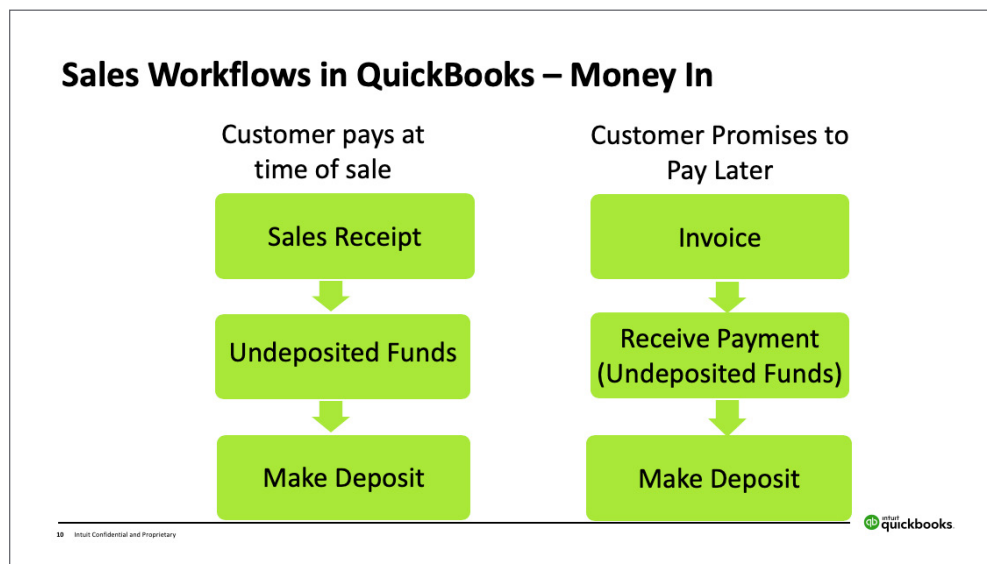 Sales Workflows in QuickBooks – Money In
Customer pays at
time of sale
Sales Receipt
Undeposited Funds
Make Deposit
Customer Promises to
Pay Later
Invoice
Receive Payment
(Undeposited Funds)
Make Deposit
10 Intuit Confidential and Proprietary
qb
intuit
quickbooks.